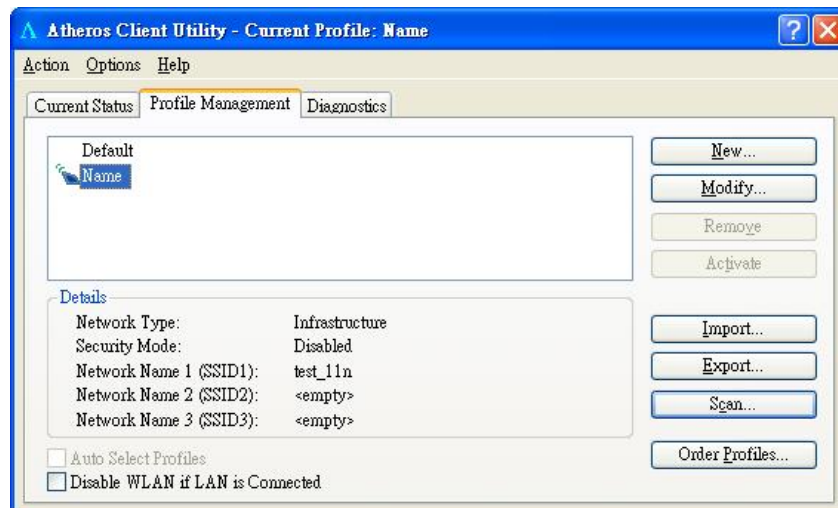 Atheros Client Utility - Current Profile: Name
Action Options Help
Current Status Profile Management Diagnostics
Default
Name
New...
Modify...
Remove
Activate
Details
Network Type: Infrastructure
Security Mode: Disabled
Network Name 1 (SSID1): test_11n
Network Name 2 (SSID2): <empty>
Network Name 3 (SSID3): <empty>
Import...
Export...
Scan...
Auto Select Profiles
Order Profiles...
Disable WLAN if LAN is Connected